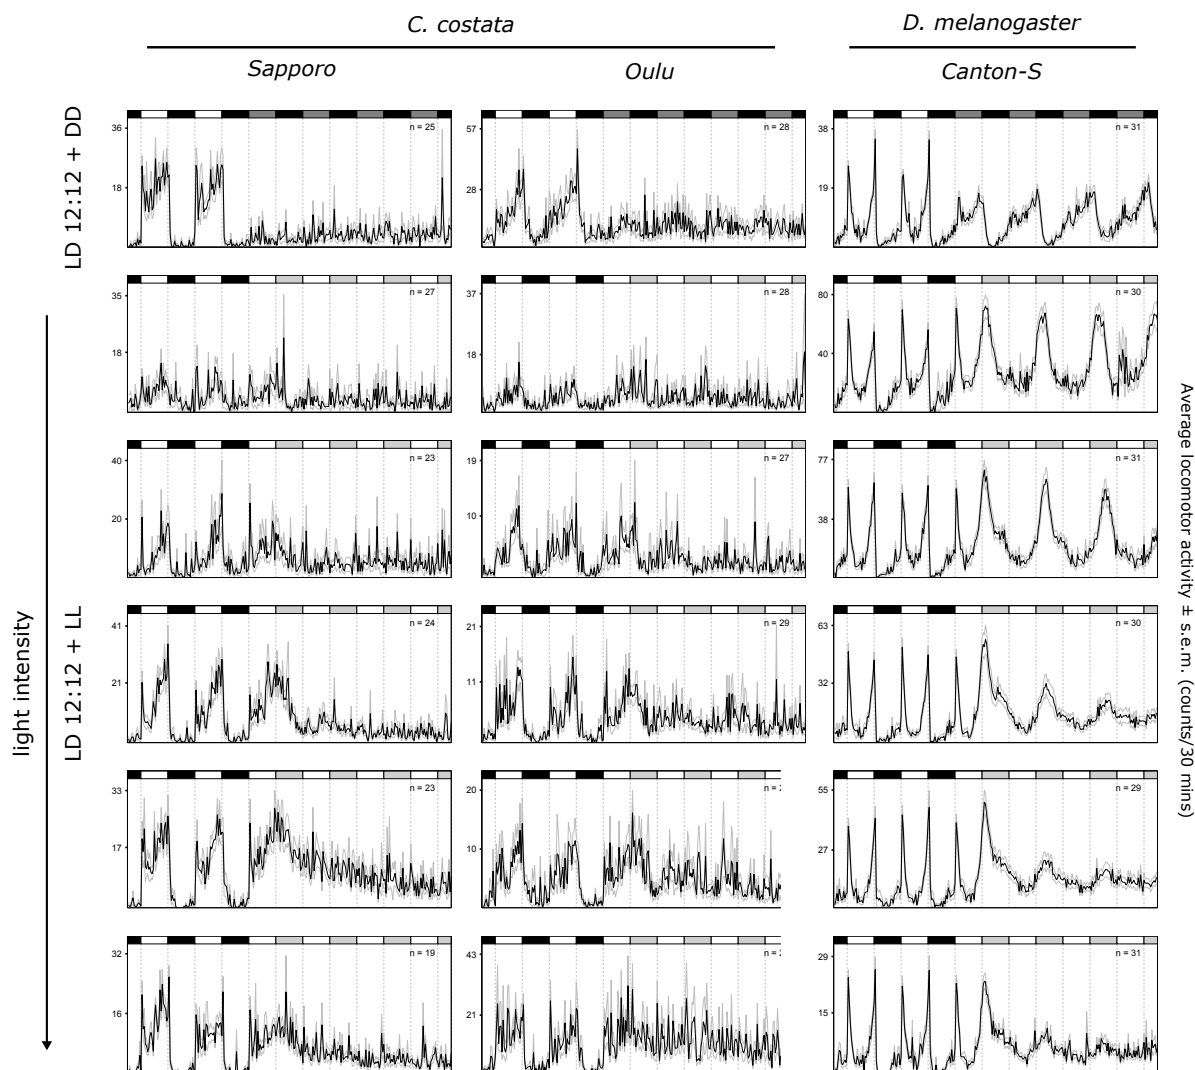 C. costata
D. melanogaster
Sapporo
Oulu
Canton-S
LD 12:12 + DD
n = 25
36
18
n = 28
57
28
n = 31
38
19
n = 27
35
18
n = 28
37
18
n = 30
80
40
n = 23
40
20
n = 27
19
10
n = 31
77
38
light intensity
LD 12:12 + LL
n = 24
41
21
n = 29
21
11
n = 30
63
32
n = 23
33
17
n =
20
10
n = 29
55
27
n = 19
32
16
n =
43
21
n = 31
29
15
Average locomotor activity ± s.e.m. (counts/30 mins)